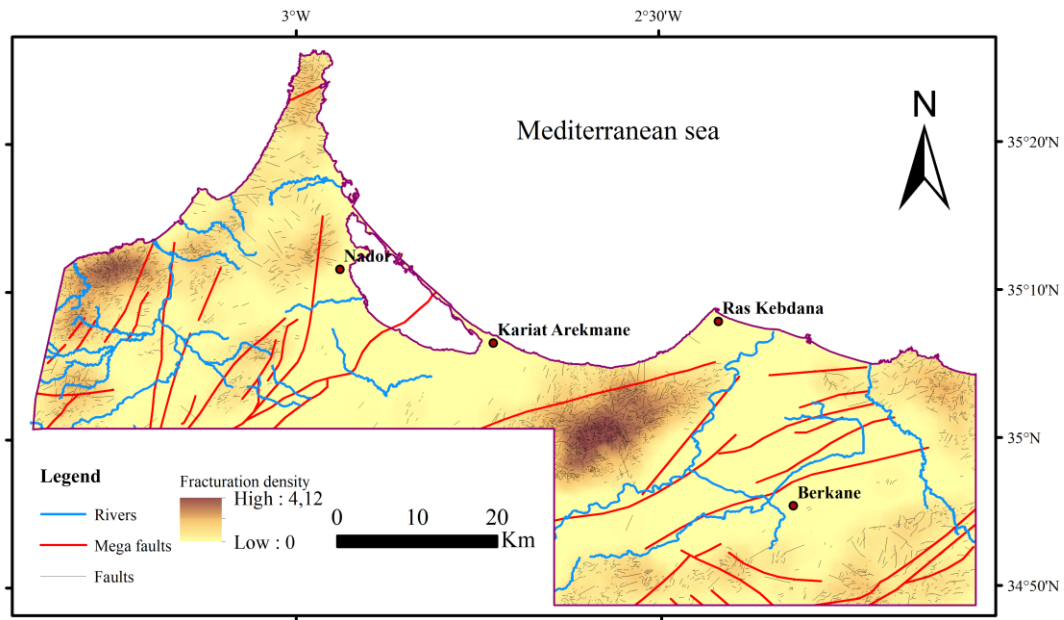 3°W
2°30'W
N
Mediterranean sea
35°20'N
Nador
35°10'N
Ras Kebdana
Kariat Arekmane
35°N
Legend
Fracturation density
High : 4,12
Low : 0
Rivers
Mega faults
Faults
0 10 20
Km
Berkane
34°50'N